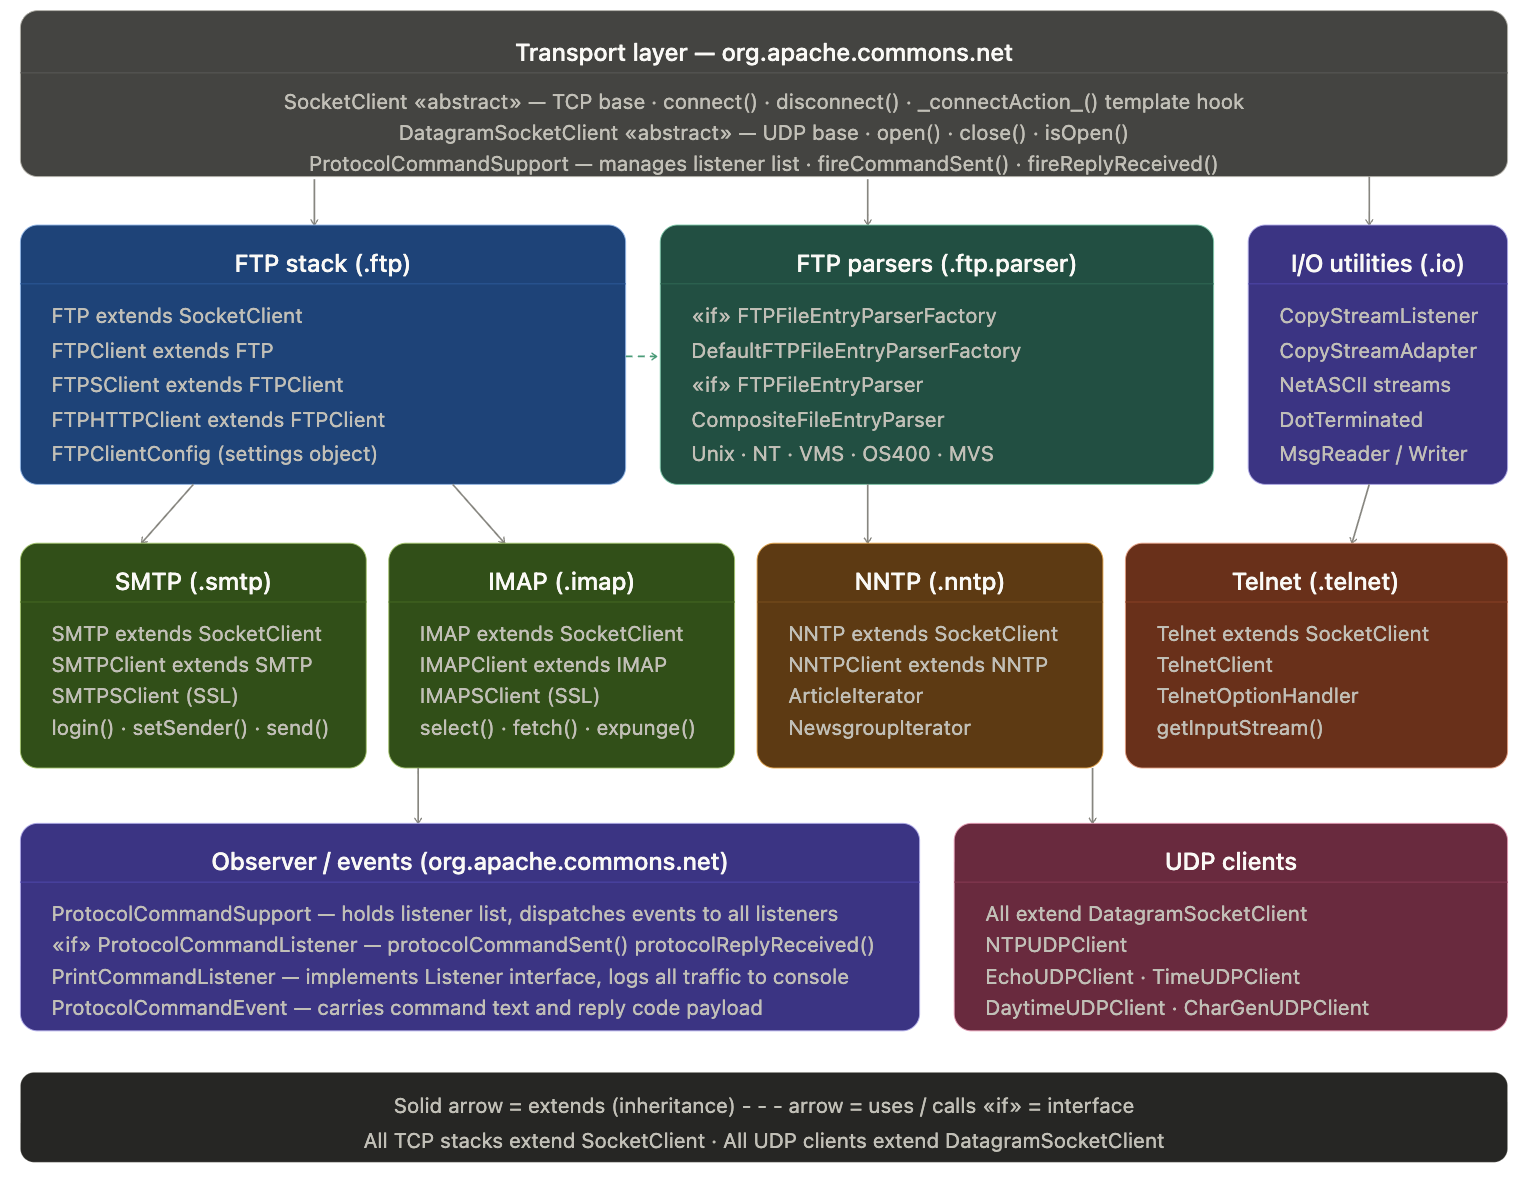 Transport layer — org.apache.commons.net
SocketClient «abstract» — TCP base · connect() · disconnect() · _connectAction_() template hook
DatagramSocketClient «abstract» — UDP base · open() · close() · isOpen()
ProtocolCommandSupport — manages listener list · fireCommandSent() · fireReplyReceived()
FTP stack (.ftp)
FTP extends SocketClient
FTPClient extends FTP
FTPSClient extends FTPClient
FTPHTTPClient extends FTPClient
FTPClientConfig (settings object)
FTP parsers (.ftp.parser)
«if» FTPFileEntryParserFactory
DefaultFTPFileEntryParserFactory
«if» FTPFileEntryParser
CompositeFileEntryParser
Unix · NT · VMS · OS400 · MVS
I/O utilities (.io)
CopyStreamListener
CopyStreamAdapter
NetASCII streams
DotTerminated
MsgReader / Writer
SMTP (.smtp)
SMTP extends SocketClient
SMTPClient extends SMTP
SMTPSClient (SSL)
login() · setSender() · send()
IMAP (.imap)
IMAP extends SocketClient
IMAPClient extends IMAP
IMAPSClient (SSL)
select() · fetch() · expunge()
NNTP (.nntp)
NNTP extends SocketClient
NNTPClient extends NNTP
ArticleIterator
NewsgroupIterator
Telnet (.telnet)
Telnet extends SocketClient
TelnetClient
TelnetOptionHandler
getInputStream()
Observer / events (org.apache.commons.net)
ProtocolCommandSupport — holds listener list, dispatches events to all listeners
«if» ProtocolCommandListener — protocolCommandSent() protocolReplyReceived()
PrintCommandListener — implements Listener interface, logs all traffic to console
ProtocolCommandEvent — carries command text and reply code payload
UDP clients
All extend DatagramSocketClient
NTPUDPClient
EchoUDPClient · TimeUDPClient
DaytimeUDPClient · CharGenUDPClient
Solid arrow = extends (inheritance) - - - arrow = uses / calls «if» = interface
All TCP stacks extend SocketClient · All UDP clients extend DatagramSocketClient